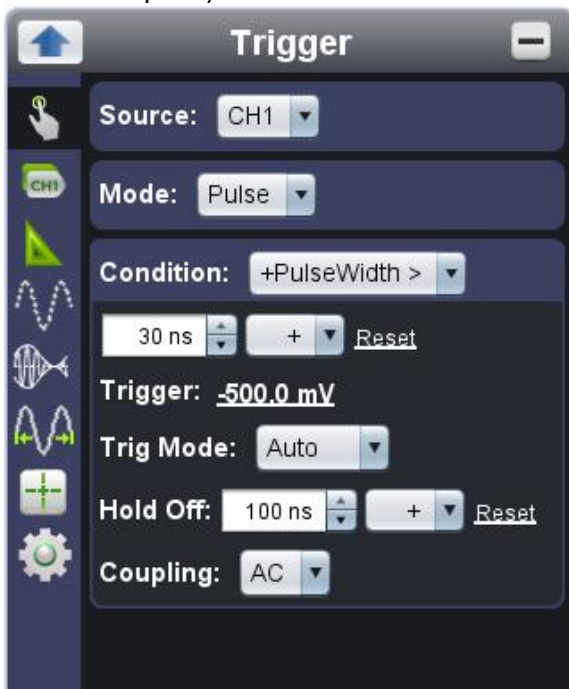 Trigger
Source: CH1
CH1
Mode: Pulse
Condition: +PulseWidth >
30 ns + Reset
Trigger: -500.0 mV
Trig Mode: Auto
Hold Off: 100 ns + Reset
Coupling: AC